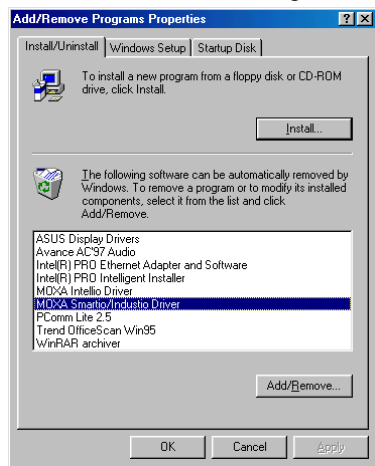 Add/Remove Programs Properties
Install/Uninstall Windows Setup Startup Disk
To install a new program from a floppy disk or CD-ROM
drive, click Install.
Install...
The following software can be automatically removed by
Windows. To remove a program or to modify its installed
components, select it from the list and click
Add/Remove.
ASUS Display Drivers
Avance AC'97 Audio
Intel(R) PRO Ethernet Adapter and Software
Intel(R) PRO Intelligent Installer
MOXA Intellio Driver
MOXA Smartio/Industio Driver
PComm Lite 2.5
Trend OfficeScan Win95
WinRAR archiver
Add/Remove...
OK Cancel Apply